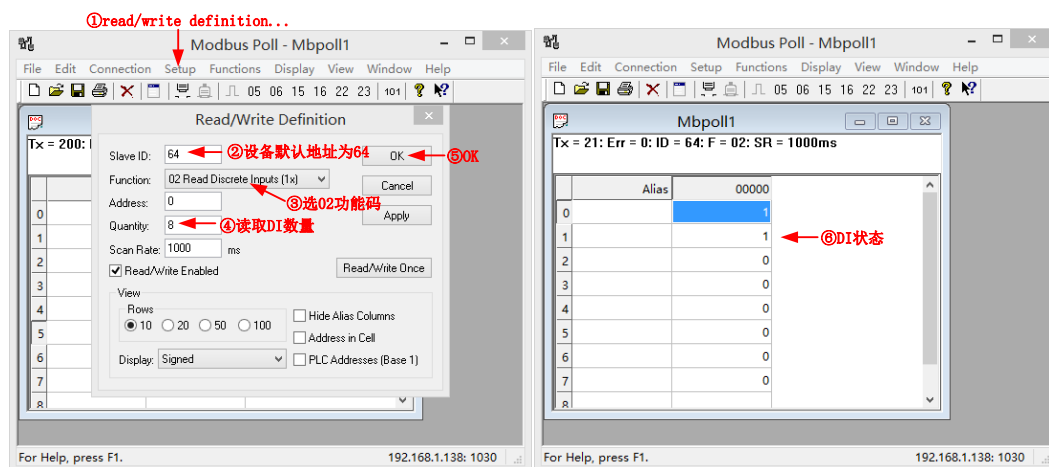 ①read/write definition...
Modbus Poll - Mbpoll1
File Edit Connection Setup Functions Display View Window Help
05 06 15 16 22 23 101
Tx = 200:
Read/Write Definition
Slave ID: 64
②设备默认地址为64
OK
⑤OK
Function: 02 Read Discrete Inputs (1x)
Cancel
③选02功能码
Address: 0
Apply
Quantity: 8
④读取DI数量
Scan Rate: 1000 ms
Read/Write Enabled
Read/Write Once
View
Rows
10 20 50 100
Hide Alias Columns
Address in Cell
Display: Signed
PLC Addresses (Base 1)
0
1
2
3
4
5
6
7
8
For Help, press F1. 192.168.1.138: 1030
Modbus Poll - Mbpoll1
File Edit Connection Setup Functions Display View Window Help
05 06 15 16 22 23 101
Mbpoll1
Tx = 21: Err = 0: ID = 64: F = 02: SR = 1000ms
Alias 00000
0 1
1 1
⑥DI状态
2 0
3 0
4 0
5 0
6 0
7 0
8
For Help, press F1. 192.168.1.138: 1030